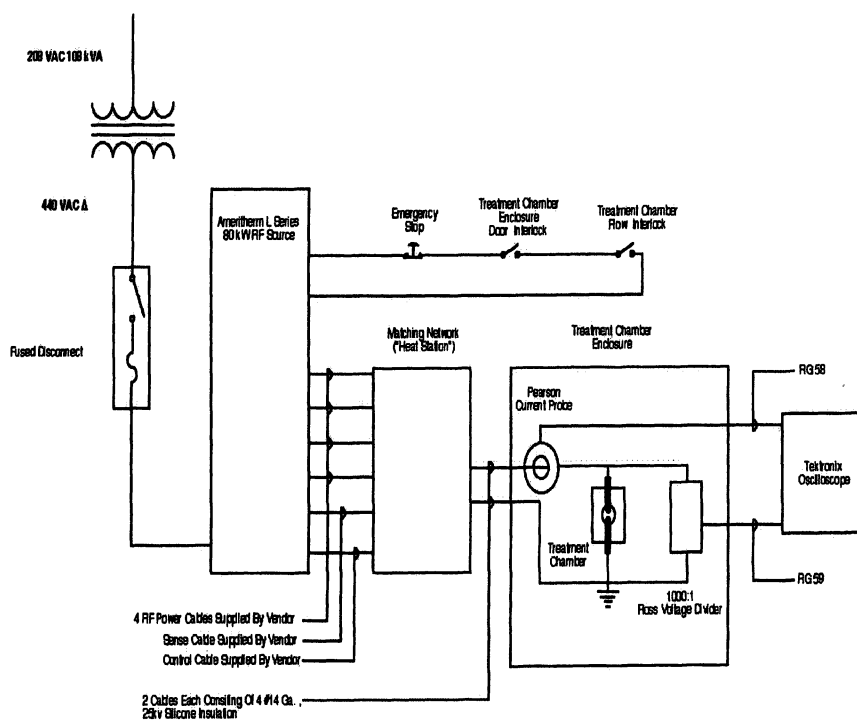 208 VAC 108 kVA
440 VAC Δ
Fused Disconnect
Ameritherm L Series
80 kW RF Source
Emergency
Stop
Treatment Chamber
Enclosure
Door Interlock
Treatment Chamber
Flow Interlock
Matching Network
("Heat Station")
Treatment Chamber
Enclosure
Pearson
Current Probe
RG58
Tektronix
Oscilloscope
Treatment
Chamber
1000:1
Ross Voltage Divider
RG59
4 RF Power Cables Supplied By Vendor
Sense Cable Supplied By Vendor
Control Cable Supplied By Vendor
2 Cables Each Consiting Of 4 #14 Ga.,
25kv Silicone Insulation